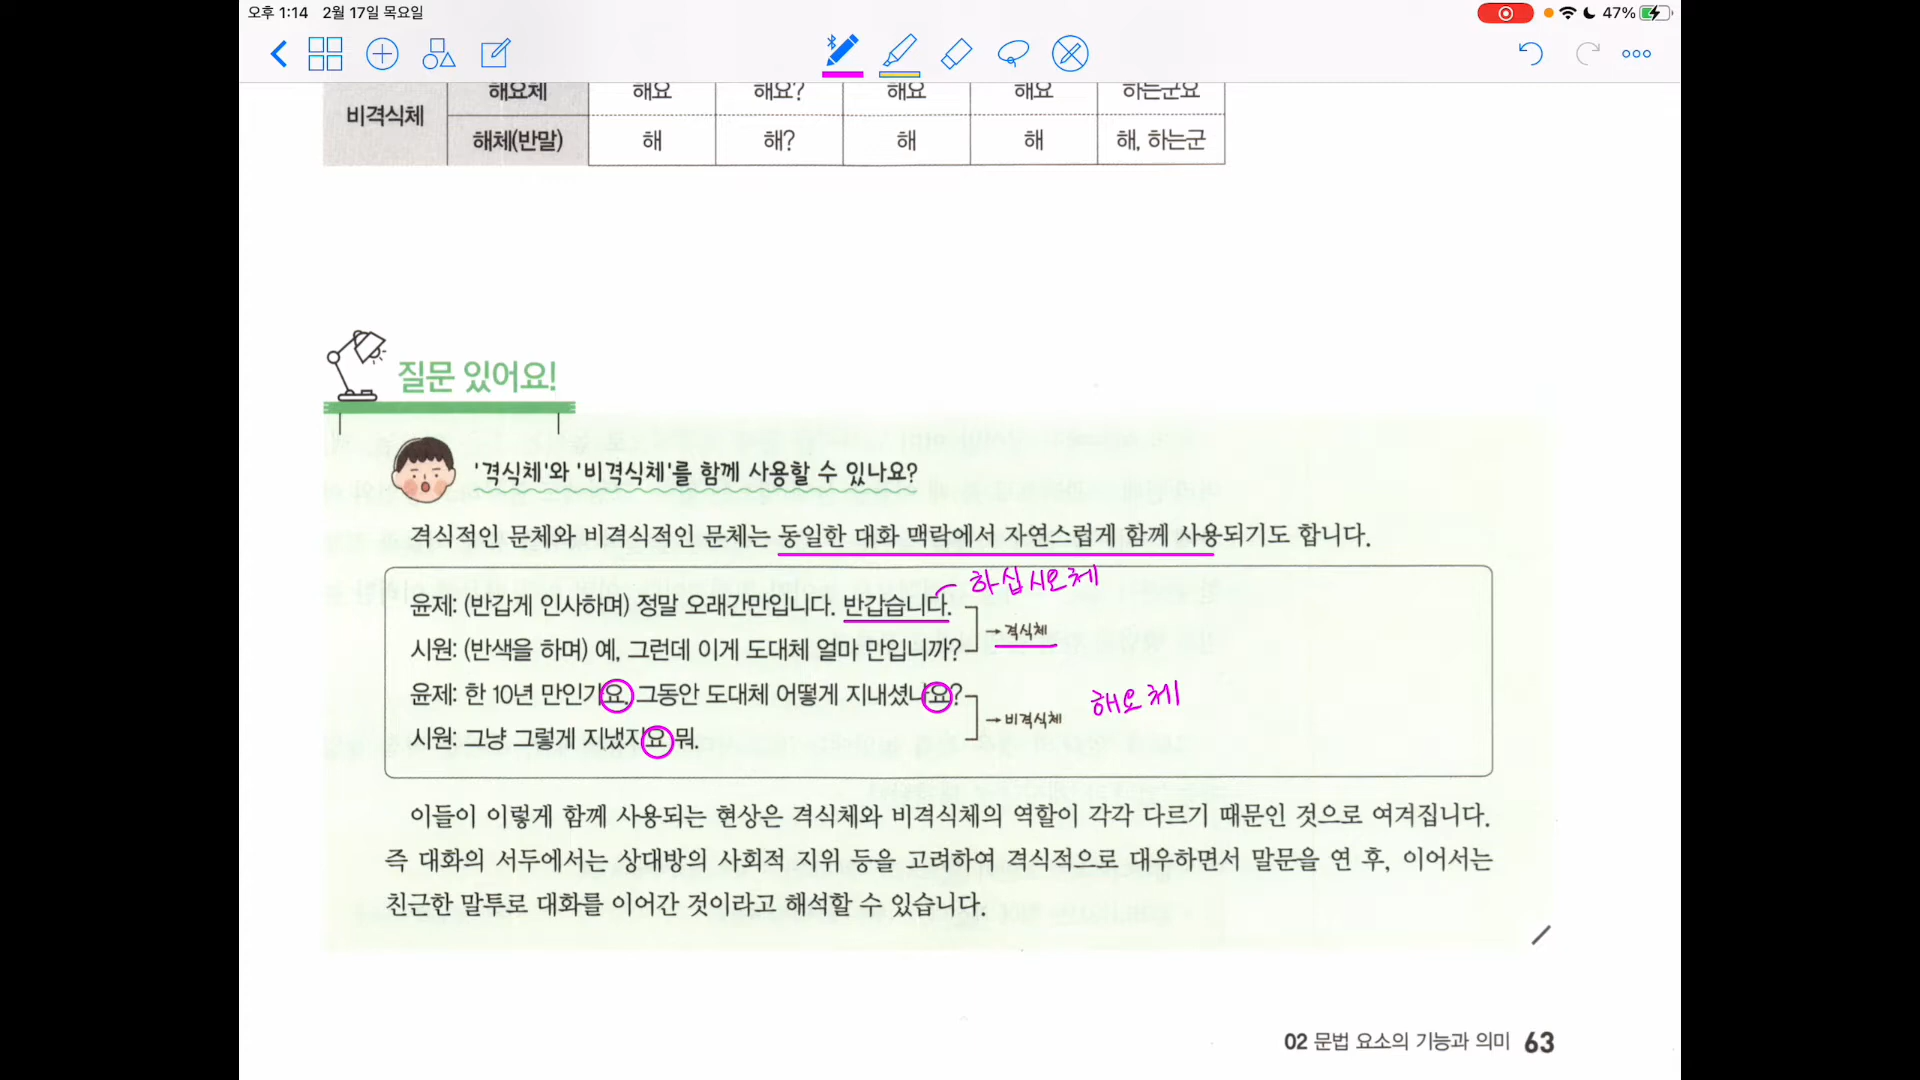 오후 1:14 2월 17일 목요일 47%
비격식체 해요체 해요 해요? 해요 해요 하는군요
해체(반말) 해 해? 해 해 해, 하는군
질문 있어요!
'격식체'와 '비격식체'를 함께 사용할 수 있나요?
격식적인 문체와 비격식적인 문체는 동일한 대화 맥락에서 자연스럽게 함께 사용되기도 합니다.
하십시오체
윤제: (반갑게 인사하며) 정말 오래간만입니다. 반갑습니다.
→격식체
시원: (반색을 하며) 예, 그런데 이게 도대체 얼마 만입니까?
윤제: 한 10년 만인가요. 그동안 도대체 어떻게 지내셨나요?
해요체
→비격식체
시원: 그냥 그렇게 지냈지요 뭐.
이들이 이렇게 함께 사용되는 현상은 격식체와 비격식체의 역할이 각각 다르기 때문인 것으로 여겨집니다.
즉 대화의 서두에서는 상대방의 사회적 지위 등을 고려하여 격식적으로 대우하면서 말문을 연 후, 이어서는
친근한 말투로 대화를 이어간 것이라고 해석할 수 있습니다.
02 문법 요소의 기능과 의미 63